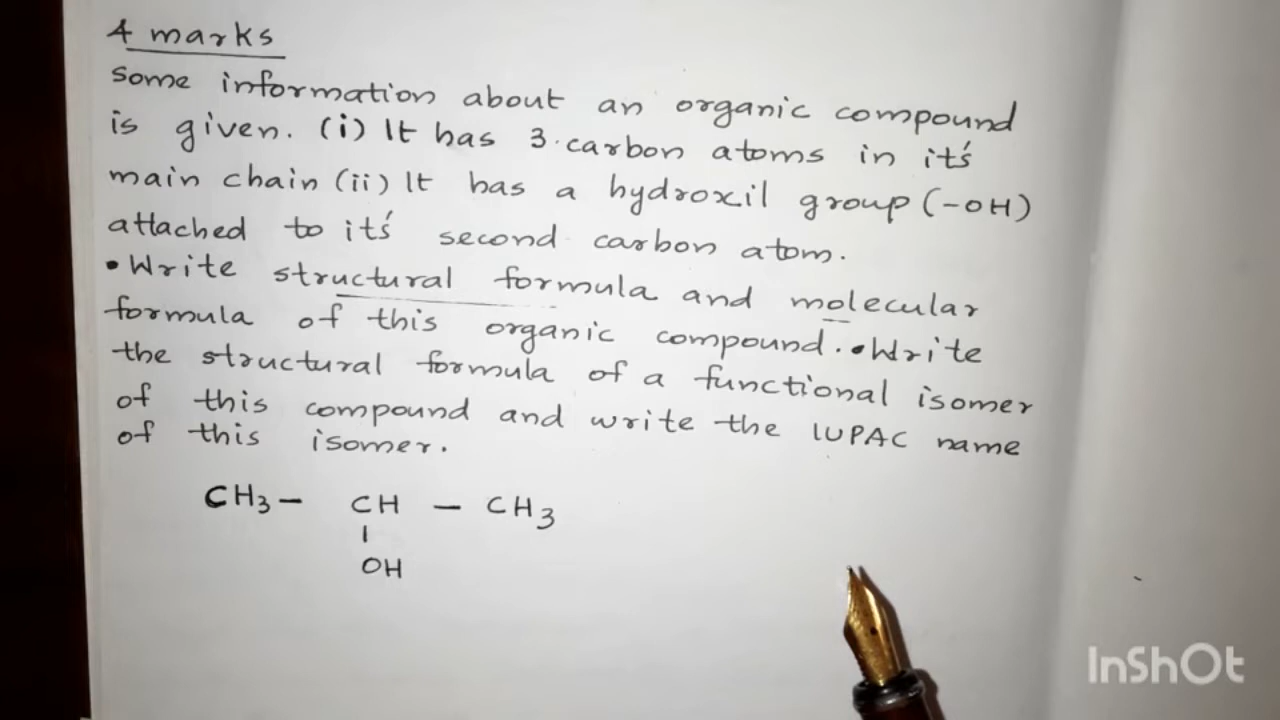 4 marks
some information about an organic compound
is given. (i) It has 3 carbon atoms in it's
main chain (ii) It has a hydroxil group (-OH)
attached to it's second carbon atom.
• Write structural formula and molecular
formula of this organic compound. • Write
the structural formula of a functional isomer
of this compound and write the IUPAC name
of this isomer.
CH3 - CH - CH3
|
OH
InShOt